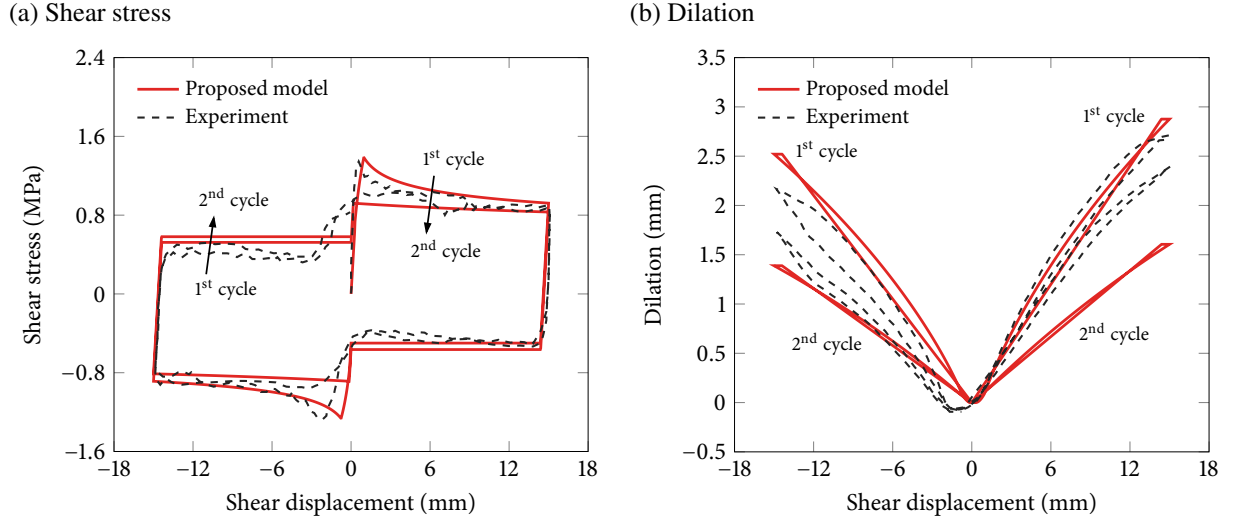 (a) Shear stress
2.4
1.6
0.8
0
−0.8
−1.6
−18
−12
−6
0
6
12
18
Shear stress (MPa)
Shear displacement (mm)
Proposed model
Experiment
1st cycle
2nd cycle
2nd cycle
1st cycle
(b) Dilation
3.5
3
2.5
2
1.5
1
0.5
0
−0.5
−18
−12
−6
0
6
12
18
Dilation (mm)
Shear displacement (mm)
Proposed model
Experiment
1st cycle
1st cycle
2nd cycle
2nd cycle